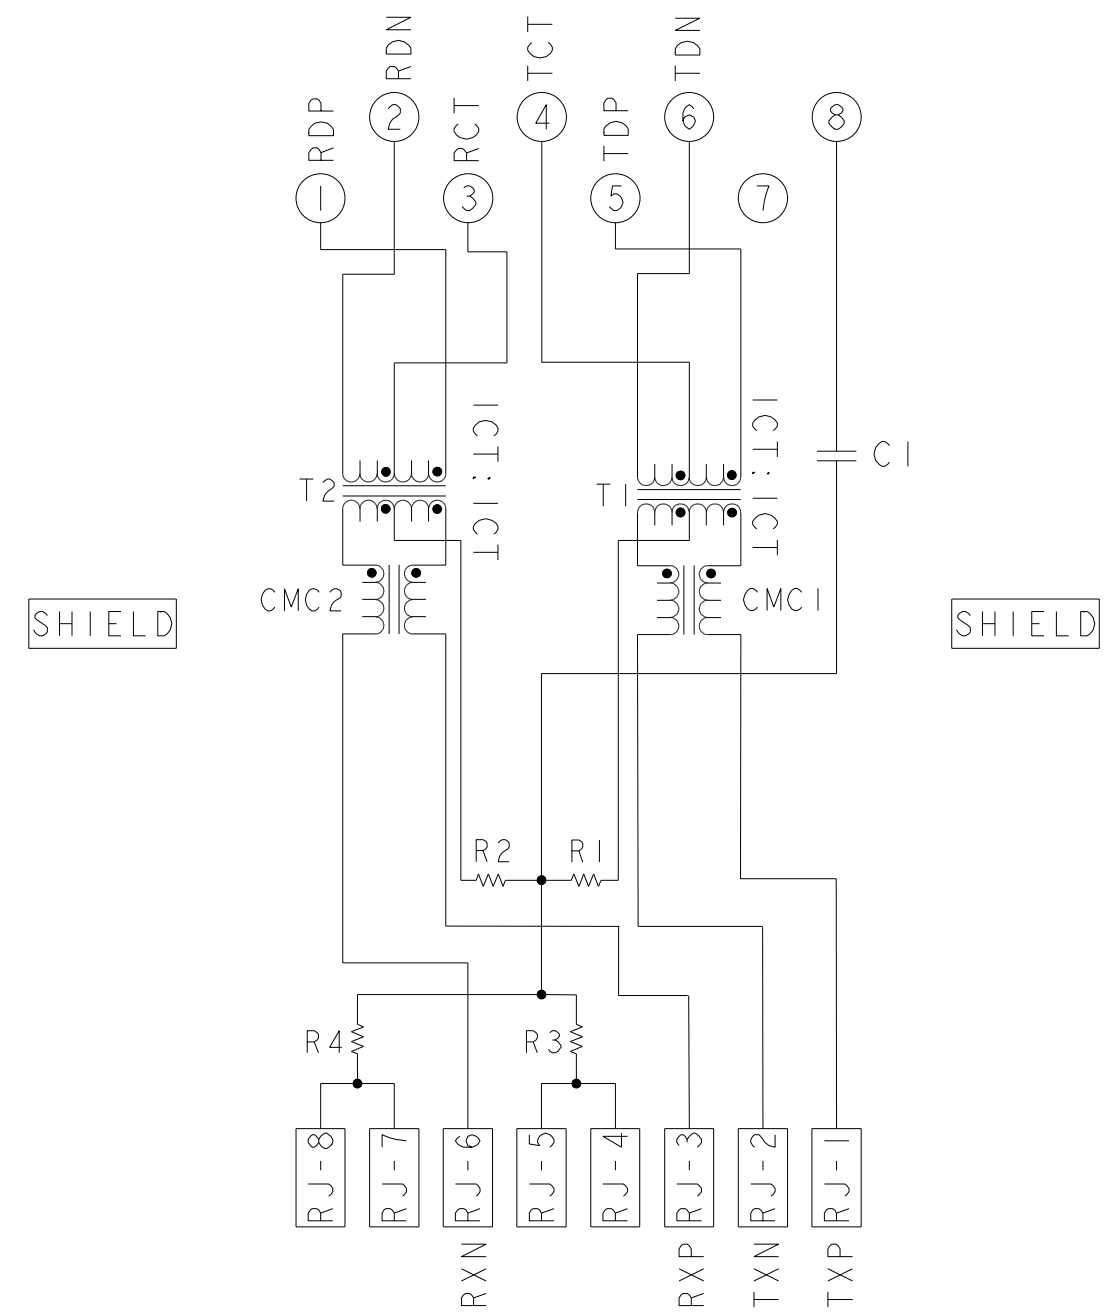 RDP
RDN
RCT
TCT
TDP
TDN
1
2
3
4
5
6
7
8
1CT : 1CT
1CT : 1CT
C1
T2
T1
CMC2
CMC1
SHIELD
SHIELD
R2
R1
R4
R3
RJ-8
RJ-7
RJ-6
RJ-5
RJ-4
RJ-3
RJ-2
RJ-1
RXN
RXP
TXN
TXP